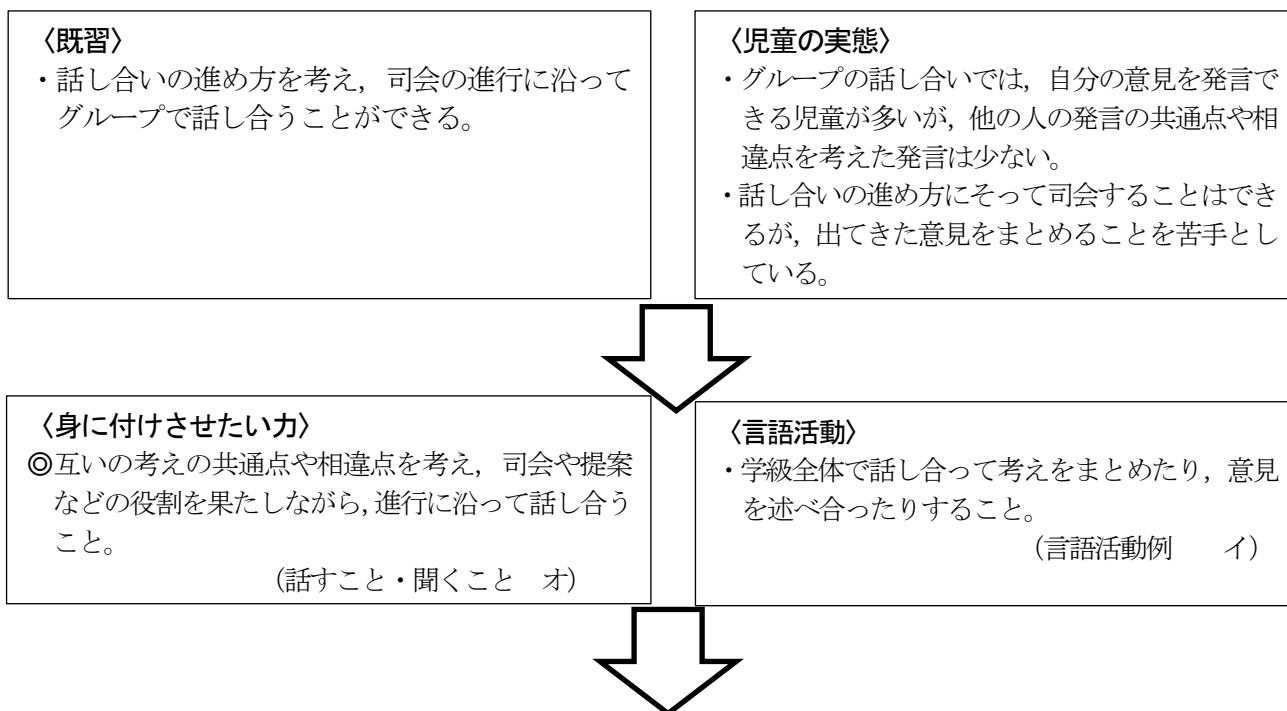 〈既習〉
・話し合いの進め方を考え，司会の進行に沿って
グループで話し合うことができる。
〈児童の実態〉
・グループの話し合いでは，自分の意見を発言で
きる児童が多いが，他の人の発言の共通点や相
違点を考えた発言は少ない。
・話し合いの進め方にそって司会することはでき
るが，出てきた意見をまとめることを苦手とし
ている。
〈身に付けさせたい力〉
◎互いの考えの共通点や相違点を考え，司会や提案
などの役割を果たしながら，進行に沿って話し合う
こと。
（話すこと・聞くこと　オ）
〈言語活動〉
・学級全体で話し合って考えをまとめたり，意見
を述べ合ったりすること。
（言語活動例　　イ）